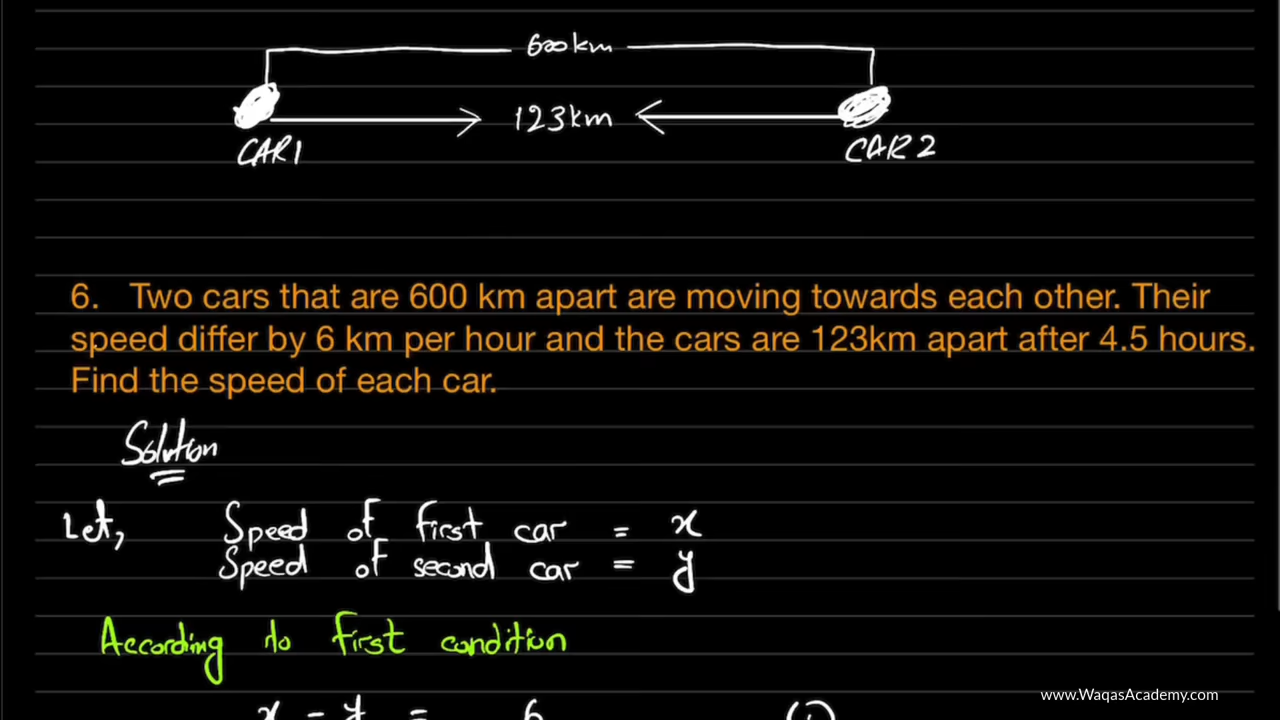 600km
123km
CAR1
CAR2
6. Two cars that are 600 km apart are moving towards each other. Their
speed differ by 6 km per hour and the cars are 123km apart after 4.5 hours.
Find the speed of each car.
Solution
Let, Speed of first car = x
Speed of second car = y
According to first condition
x - y = 6 (1)
www.WaqasAcademy.com